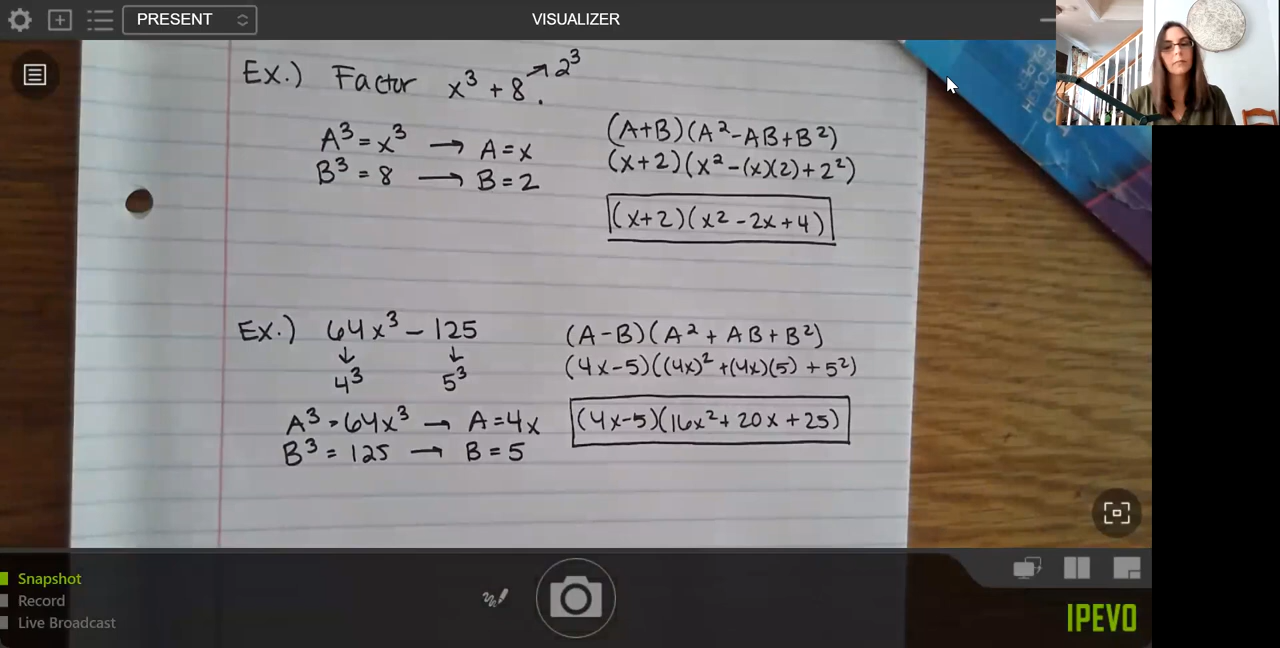 PRESENT
VISUALIZER
Ex.) Factor x³ + 8 → 2³
A³ = x³ → A = x
B³ = 8 → B = 2
(A+B)(A²-AB+B²)
(x+2)(x²-(x)(2)+2²)
(x+2)(x²-2x+4)
Ex.) 64x³ - 125
↓ ↓
4³ 5³
A³ = 64x³ → A = 4x
B³ = 125 → B = 5
(A-B)(A²+AB+B²)
(4x-5)((4x)²+(4x)(5)+5²)
(4x-5)(16x²+20x+25)
Snapshot
Record
Live Broadcast
IPEVO